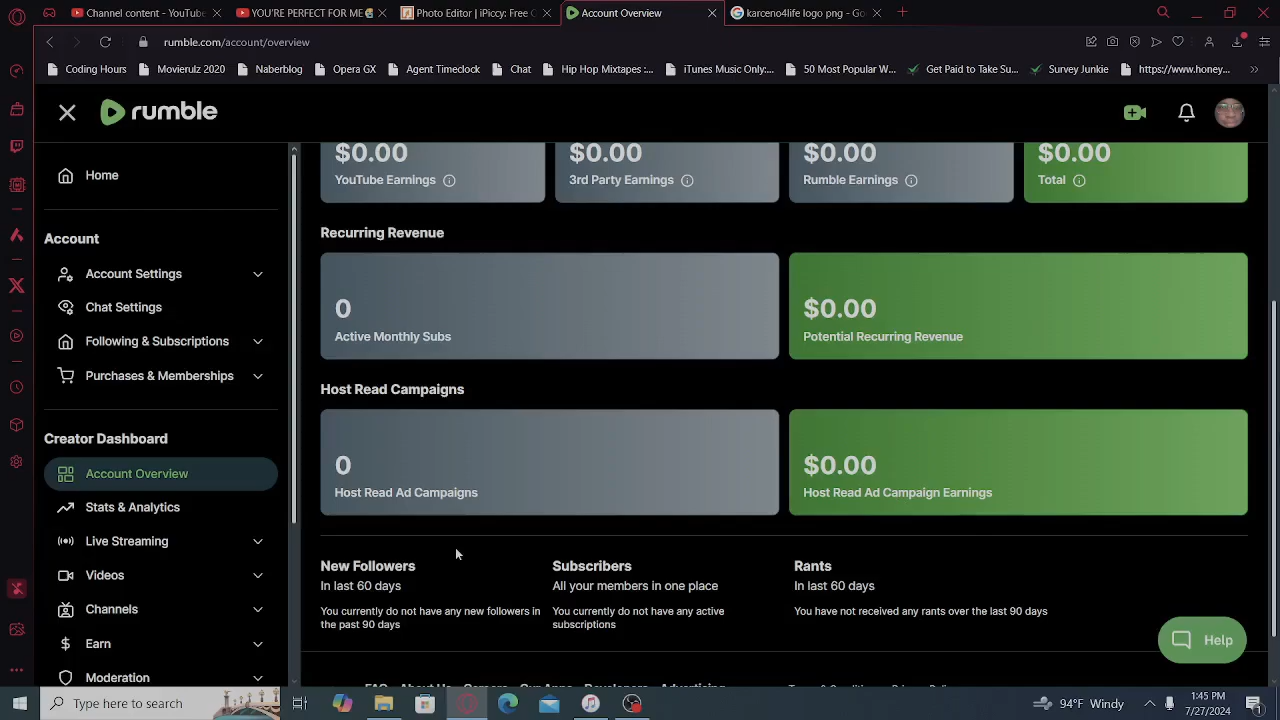 Content - YouTube
YOU'RE PERFECT FOR ME
Photo Editor | iPiccy: Free
Account Overview
karceno4life logo png - Go
rumble.com/account/overview
Coding Hours
Movierulz 2020
Naberblog
Opera GX
Agent Timeclock
Chat
Hip Hop Mixtapes :...
iTunes Music Only:...
50 Most Popular W...
Get Paid to Take Su...
Survey Junkie
https://www.honey...
rumble
Home
Account
Account Settings
Chat Settings
Following & Subscriptions
Purchases & Memberships
Creator Dashboard
Account Overview
Stats & Analytics
Live Streaming
Videos
Channels
Earn
Moderation
$0.00
YouTube Earnings
$0.00
3rd Party Earnings
$0.00
Rumble Earnings
$0.00
Total
Recurring Revenue
0
Active Monthly Subs
$0.00
Potential Recurring Revenue
Host Read Campaigns
0
Host Read Ad Campaigns
$0.00
Host Read Ad Campaign Earnings
New Followers
In last 60 days
You currently do not have any new followers in
the past 90 days
Subscribers
All your members in one place
You currently do not have any active
subscriptions
Rants
In last 60 days
You have not received any rants over the last 90 days
Help
Type here to search
94°F Windy
1:45 PM
7/27/2024